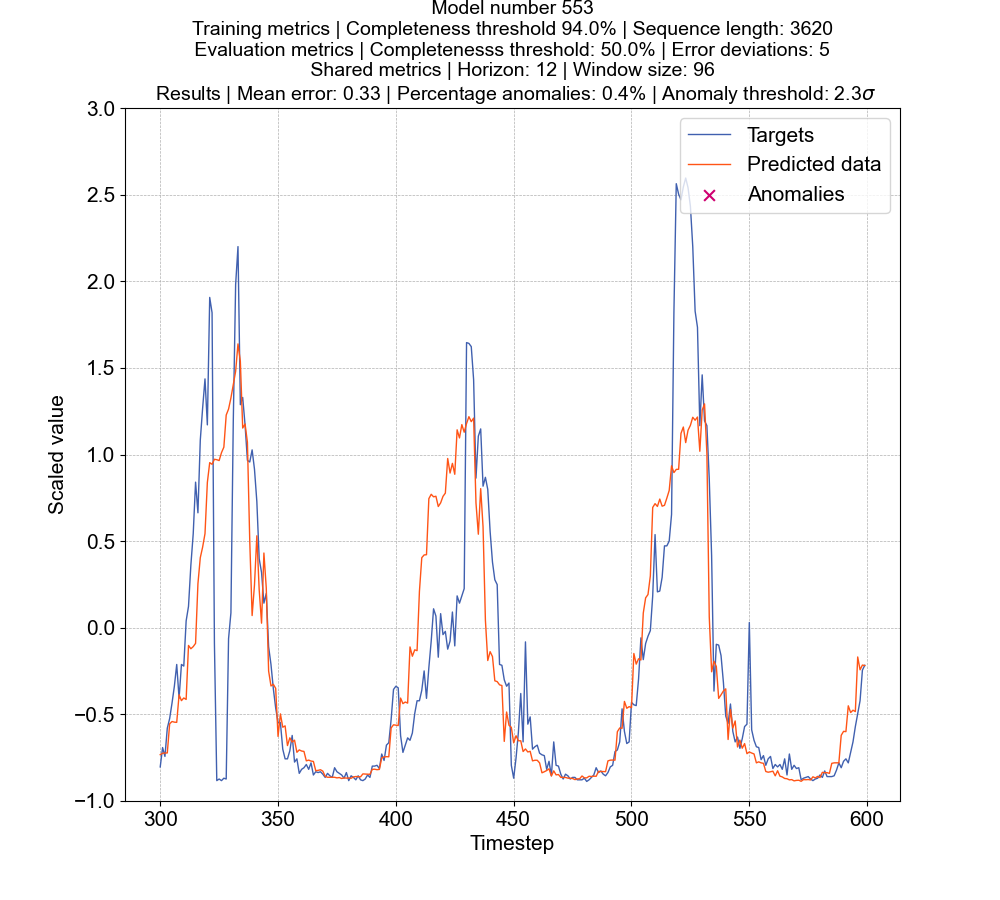 Model number 553
Training metrics | Completeness threshold 94.0% | Sequence length: 3620
Evaluation metrics | Completenesss threshold: 50.0% | Error deviations: 5
Shared metrics | Horizon: 12 | Window size: 96
Results | Mean error: 0.33 | Percentage anomalies: 0.4% | Anomaly threshold: 2.3σ
Targets
Predicted data
Anomalies
3.0
2.5
2.0
1.5
1.0
0.5
0.0
−0.5
−1.0
Scaled value
300
350
400
450
500
550
600
Timestep